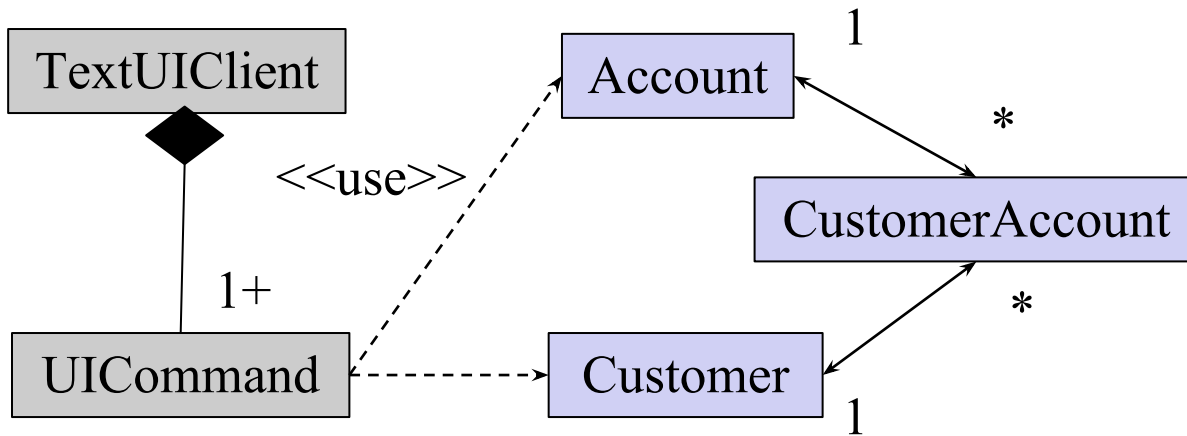 TextUIClient
<<use>>
1+
UICommand
Account
1
*
CustomerAccount
*
Customer
1